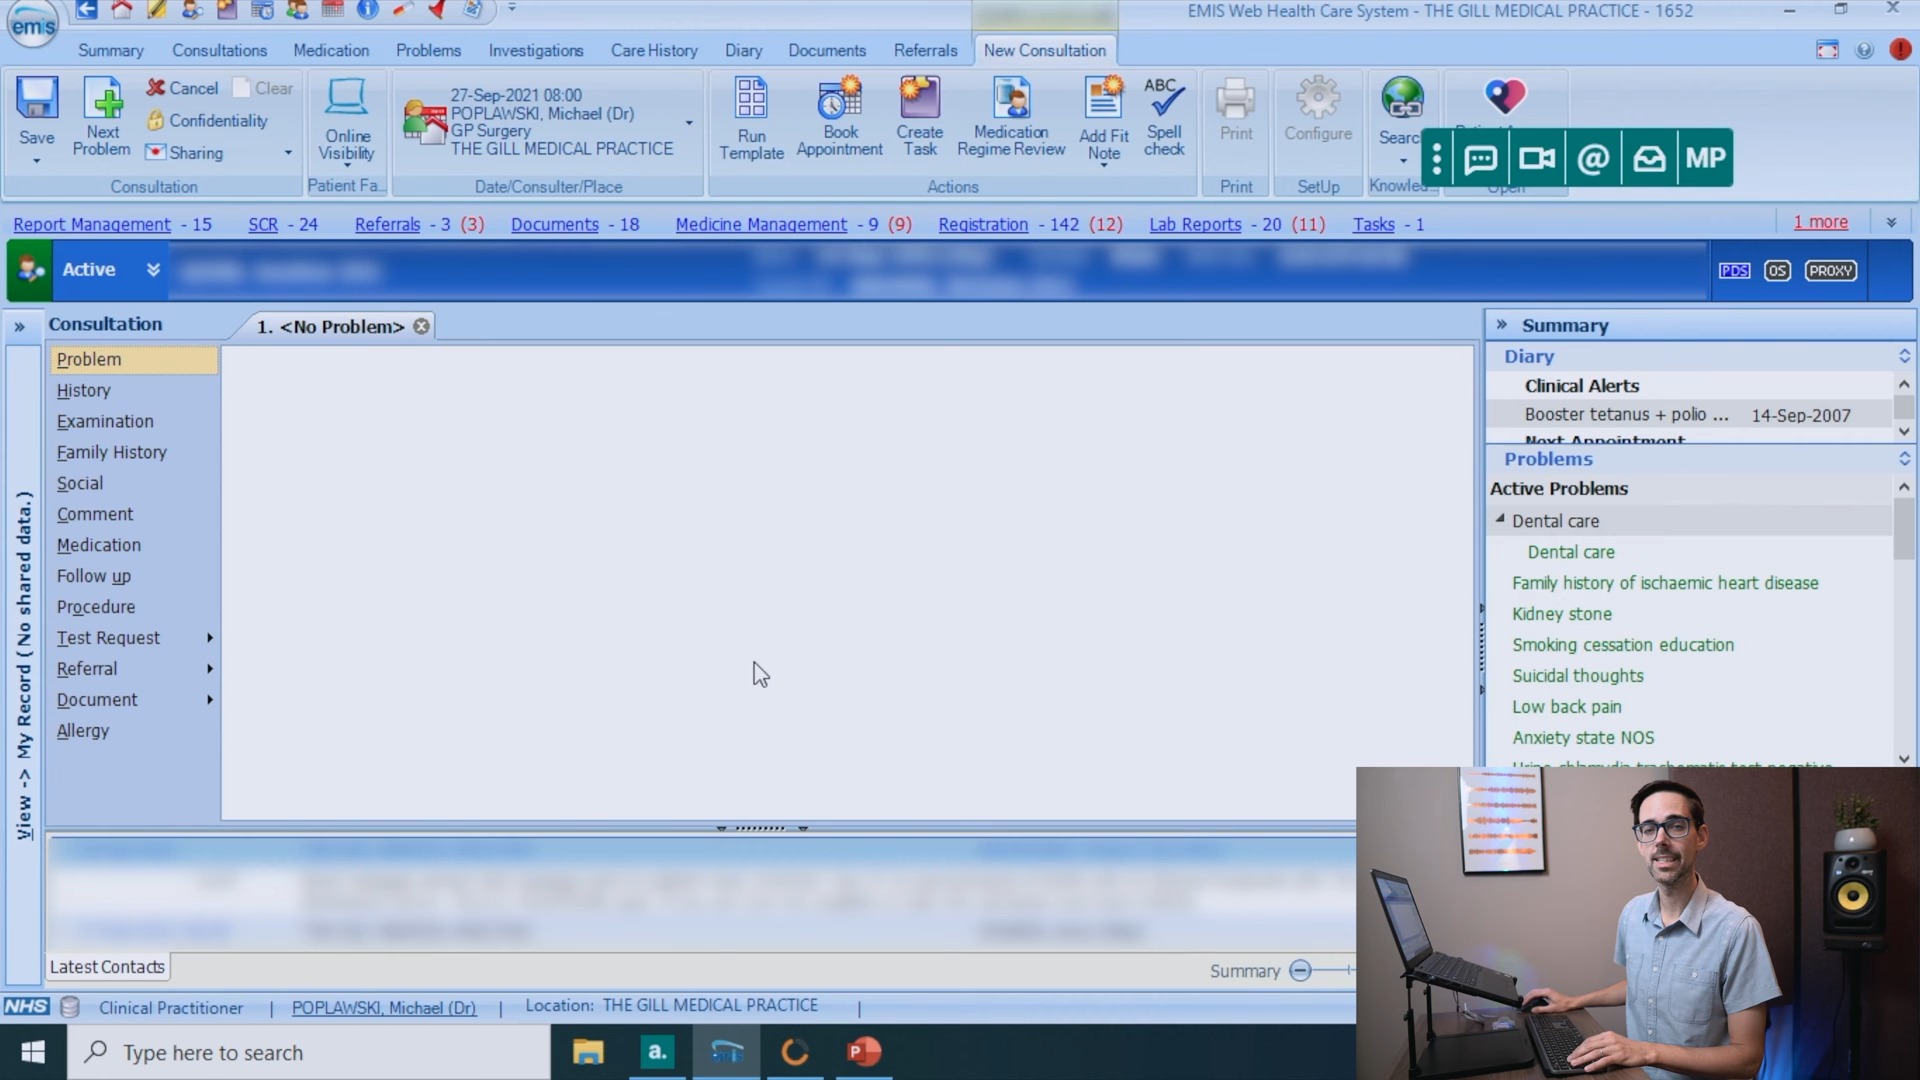 emis
EMIS Web Health Care System - THE GILL MEDICAL PRACTICE - 1652
Summary Consultations Medication Problems Investigations Care History Diary Documents Referrals New Consultation
Save
Next Problem
Cancel Clear
Confidentiality
Sharing
Consultation
Online Visibility
Patient Fa...
27-Sep-2021 08:00
POPLAWSKI, Michael (Dr)
GP Surgery
THE GILL MEDICAL PRACTICE
Date/Consulter/Place
Run Template
Book Appointment
Create Task
Medication Regime Review
Add Fit Note
ABC
Spell check
Actions
Print
Print
Configure
SetUp
Searc
Knowled...
Open
@
MP
Report Management - 15 SCR - 24 Referrals - 3 (3) Documents - 18 Medicine Management - 9 (9) Registration - 142 (12) Lab Reports - 20 (11) Tasks - 1 1 more
Active
PDS OS PROXY
» Consultation
1. <No Problem>
View -> My Record ( No shared data.)
Problem
History
Examination
Family History
Social
Comment
Medication
Follow up
Procedure
Test Request
Referral
Document
Allergy
» Summary
Diary
Clinical Alerts
Booster tetanus + polio ... 14-Sep-2007
Next Appointment
Problems
Active Problems
Dental care
Dental care
Family history of ischaemic heart disease
Kidney stone
Smoking cessation education
Suicidal thoughts
Low back pain
Anxiety state NOS
Latest Contacts
Summary
NHS Clinical Practitioner | POPLAWSKI, Michael (Dr) | Location: THE GILL MEDICAL PRACTICE |
Type here to search
a.
emis
P